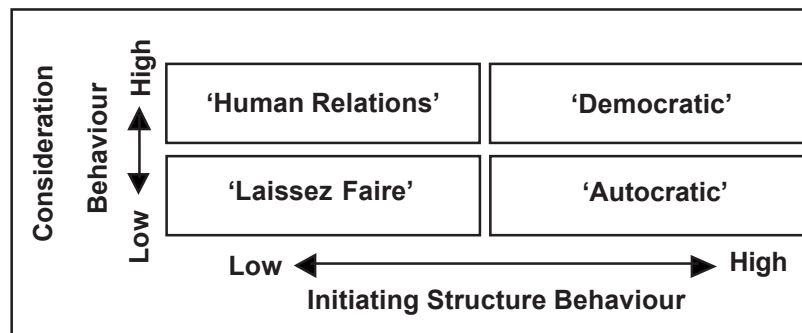 Consideration
Behaviour
High
Low
‘Human Relations’
‘Democratic’
‘Laissez Faire’
‘Autocratic’
Low
High
Initiating Structure Behaviour